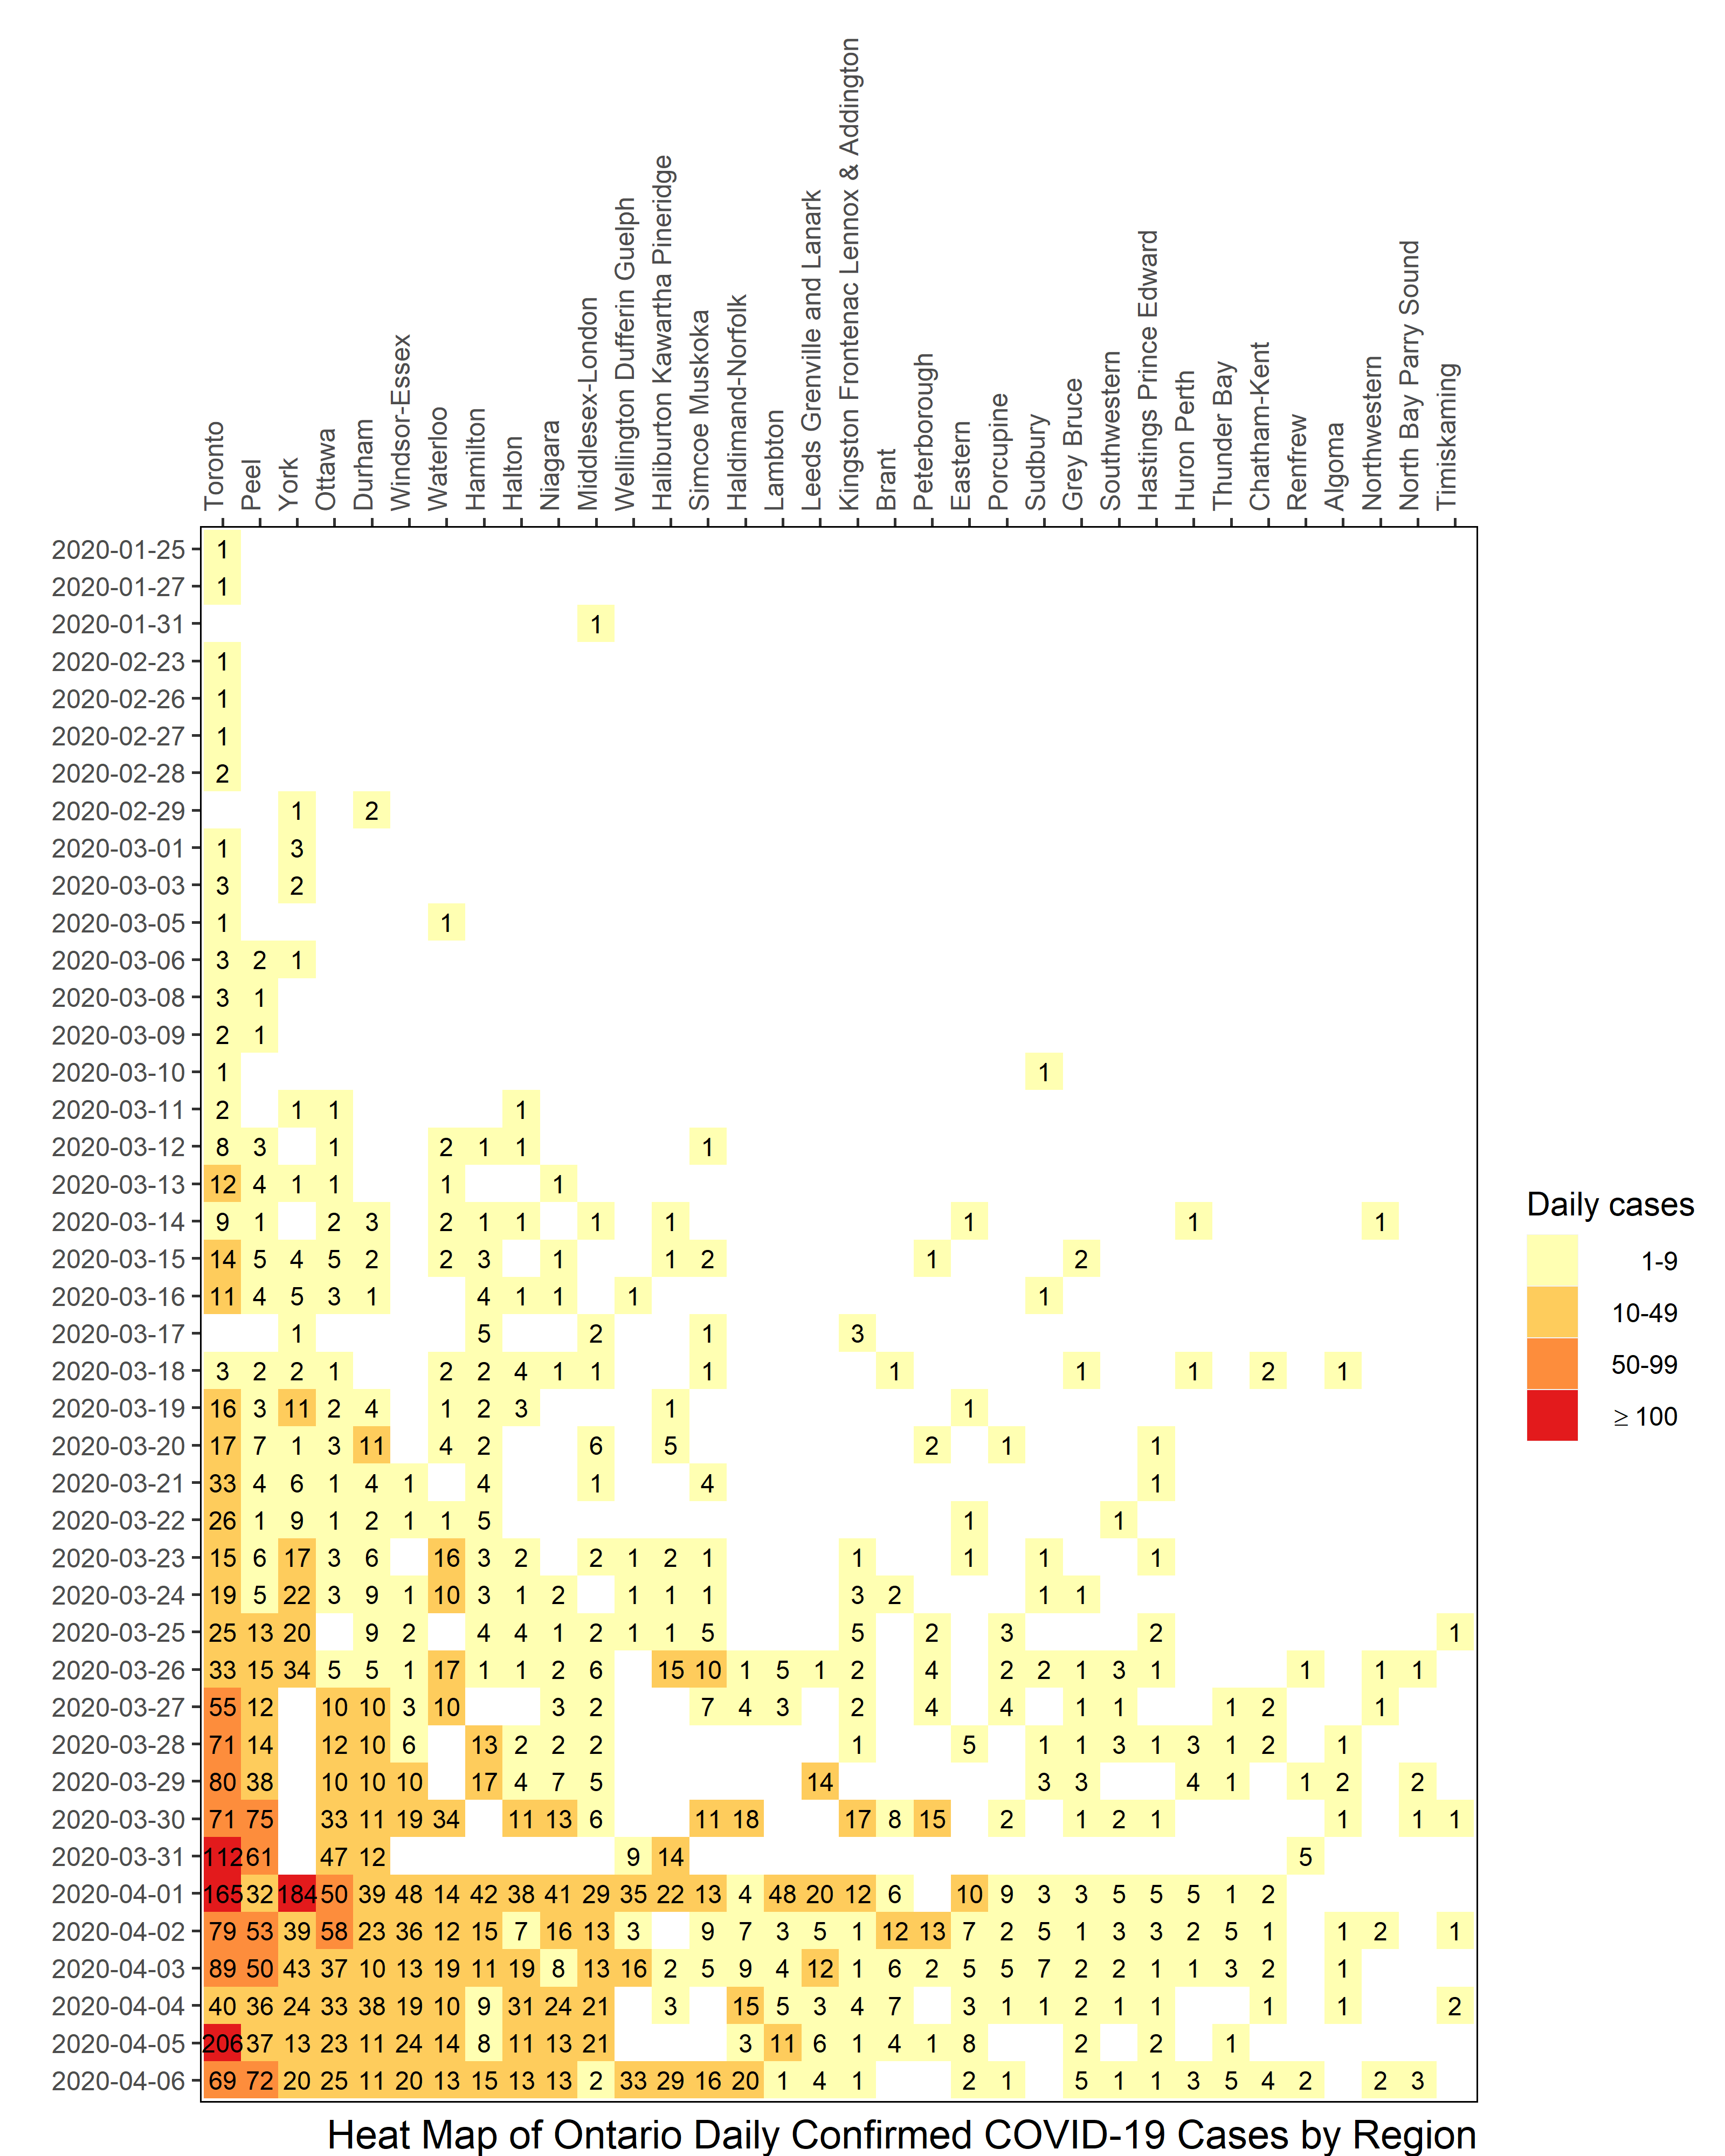 Toronto
Peel
York
Ottawa
Durham
Windsor-Essex
Waterloo
Hamilton
Halton
Niagara
Middlesex-London
Wellington Dufferin Guelph
Haliburton Kawartha Pineridge
Simcoe Muskoka
Haldimand-Norfolk
Lambton
Leeds Grenville and Lanark
Kingston Frontenac Lennox & Addington
Brant
Peterborough
Eastern
Porcupine
Sudbury
Grey Bruce
Southwestern
Hastings Prince Edward
Huron Perth
Thunder Bay
Chatham-Kent
Renfrew
Algoma
Northwestern
North Bay Parry Sound
Timiskaming
2020-01-25 1
2020-01-27 1
2020-01-31 1
2020-02-23 1
2020-02-26 1
2020-02-27 1
2020-02-28 2
2020-02-29 1 2
2020-03-01 1 3
2020-03-03 3 2
2020-03-05 1 1
2020-03-06 3 2 1
2020-03-08 3 1
2020-03-09 2 1
2020-03-10 1 1
2020-03-11 2 1 1 1
2020-03-12 8 3 1 2 1 1 1
2020-03-13 12 4 1 1 1 1
2020-03-14 9 1 2 3 2 1 1 1 1 1 1 1
2020-03-15 14 5 4 5 2 2 3 1 1 2 1 2
2020-03-16 11 4 5 3 1 4 1 1 1 1
2020-03-17 1 5 2 1 3
2020-03-18 3 2 2 1 2 2 4 1 1 1 1 1 1 2 1
2020-03-19 16 3 11 2 4 1 2 3 1 1
2020-03-20 17 7 1 3 11 4 2 6 5 2 1 1
2020-03-21 33 4 6 1 4 1 4 1 4 1
2020-03-22 26 1 9 1 2 1 1 5 1 1
2020-03-23 15 6 17 3 6 16 3 2 2 1 2 1 1 1 1 1
2020-03-24 19 5 22 3 9 1 10 3 1 2 1 1 1 3 2 1 1
2020-03-25 25 13 20 9 2 4 4 1 2 1 1 5 5 2 3 2 1
2020-03-26 33 15 34 5 5 1 17 1 1 2 6 15 10 1 5 1 2 4 2 2 1 3 1 1 1 1
2020-03-27 55 12 10 10 3 10 3 2 7 4 3 2 4 4 1 1 1 2 1
2020-03-28 71 14 12 10 6 13 2 2 2 1 5 1 1 3 1 3 1 2 1
2020-03-29 80 38 10 10 10 17 4 7 5 14 3 3 4 1 1 2 2
2020-03-30 71 75 33 11 19 34 11 13 6 11 18 17 8 15 2 1 2 1 1 1 1
2020-03-31 112 61 47 12 9 14 5
2020-04-01 165 32 184 50 39 48 14 42 38 41 29 35 22 13 4 48 20 12 6 10 9 3 3 5 5 5 1 2
2020-04-02 79 53 39 58 23 36 12 15 7 16 13 3 9 7 3 5 1 12 13 7 2 5 1 3 3 2 5 1 1 2 1
2020-04-03 89 50 43 37 10 13 19 11 19 8 13 16 2 5 9 4 12 1 6 2 5 5 7 2 2 1 1 3 2 1
2020-04-04 40 36 24 33 38 19 10 9 31 24 21 3 15 5 3 4 7 3 1 1 2 1 1 1 1 2
2020-04-05 206 37 13 23 11 24 14 8 11 13 21 3 11 6 1 4 1 8 2 2 1
2020-04-06 69 72 20 25 11 20 13 15 13 13 2 33 29 16 20 1 4 1 2 1 5 1 1 3 5 4 2 2 3
Daily cases
1-9
10-49
50-99
≥ 100
Heat Map of Ontario Daily Confirmed COVID-19 Cases by Region